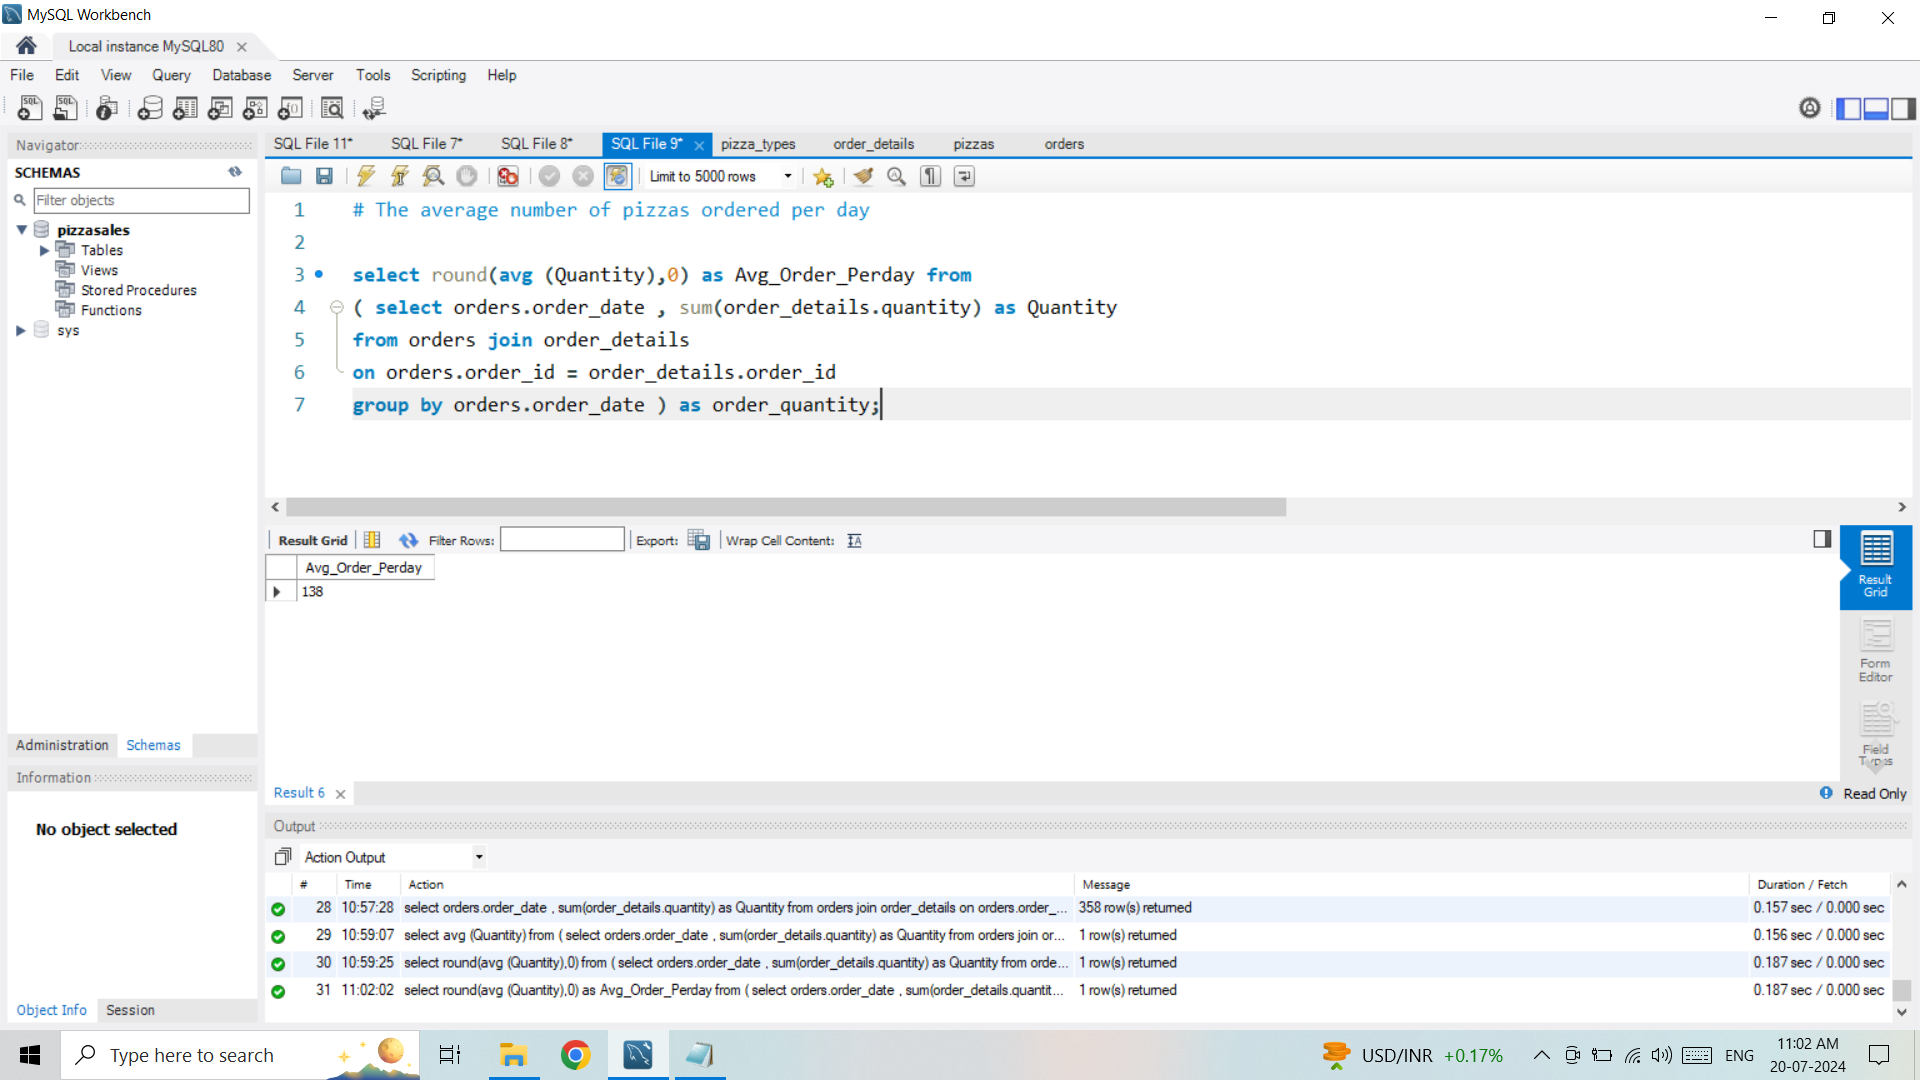 MySQL Workbench
Local instance MySQL80
File Edit View Query Database Server Tools Scripting Help
Navigator
SCHEMAS
Filter objects
pizzasales
Tables
Views
Stored Procedures
Functions
sys
Administration Schemas
Information
No object selected
Object Info Session
SQL File 11* SQL File 7* SQL File 8* SQL File 9* pizza_types order_details pizzas orders
Limit to 5000 rows
1 # The average number of pizzas ordered per day
2
3 select round(avg (Quantity),0) as Avg_Order_Perday from
4 ( select orders.order_date , sum(order_details.quantity) as Quantity
5 from orders join order_details
6 on orders.order_id = order_details.order_id
7 group by orders.order_date ) as order_quantity;
Result Grid Filter Rows: Export: Wrap Cell Content:
Avg_Order_Perday
138
Result Grid
Form Editor
Field Types
Result 6
Read Only
Output
Action Output
# Time Action Message Duration / Fetch
28 10:57:28 select orders.order_date , sum(order_details.quantity) as Quantity from orders join order_details on orders.order_... 358 row(s) returned 0.157 sec / 0.000 sec
29 10:59:07 select avg (Quantity) from ( select orders.order_date , sum(order_details.quantity) as Quantity from orders join or... 1 row(s) returned 0.156 sec / 0.000 sec
30 10:59:25 select round(avg (Quantity),0) from ( select orders.order_date , sum(order_details.quantity) as Quantity from orde... 1 row(s) returned 0.187 sec / 0.000 sec
31 11:02:02 select round(avg (Quantity),0) as Avg_Order_Perday from ( select orders.order_date , sum(order_details.quantit... 1 row(s) returned 0.187 sec / 0.000 sec
Type here to search
USD/INR +0.17%
ENG
11:02 AM
20-07-2024